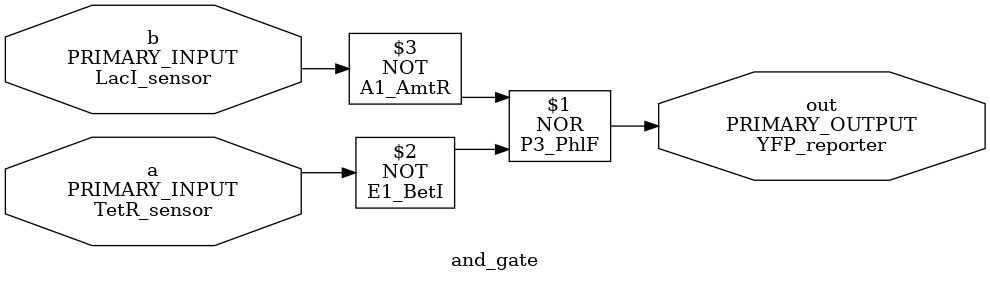 b
PRIMARY_INPUT
LacI_sensor
$3
NOT
A1_AmtR
a
PRIMARY_INPUT
TetR_sensor
$2
NOT
E1_BetI
$1
NOR
P3_PhlF
out
PRIMARY_OUTPUT
YFP_reporter
and_gate